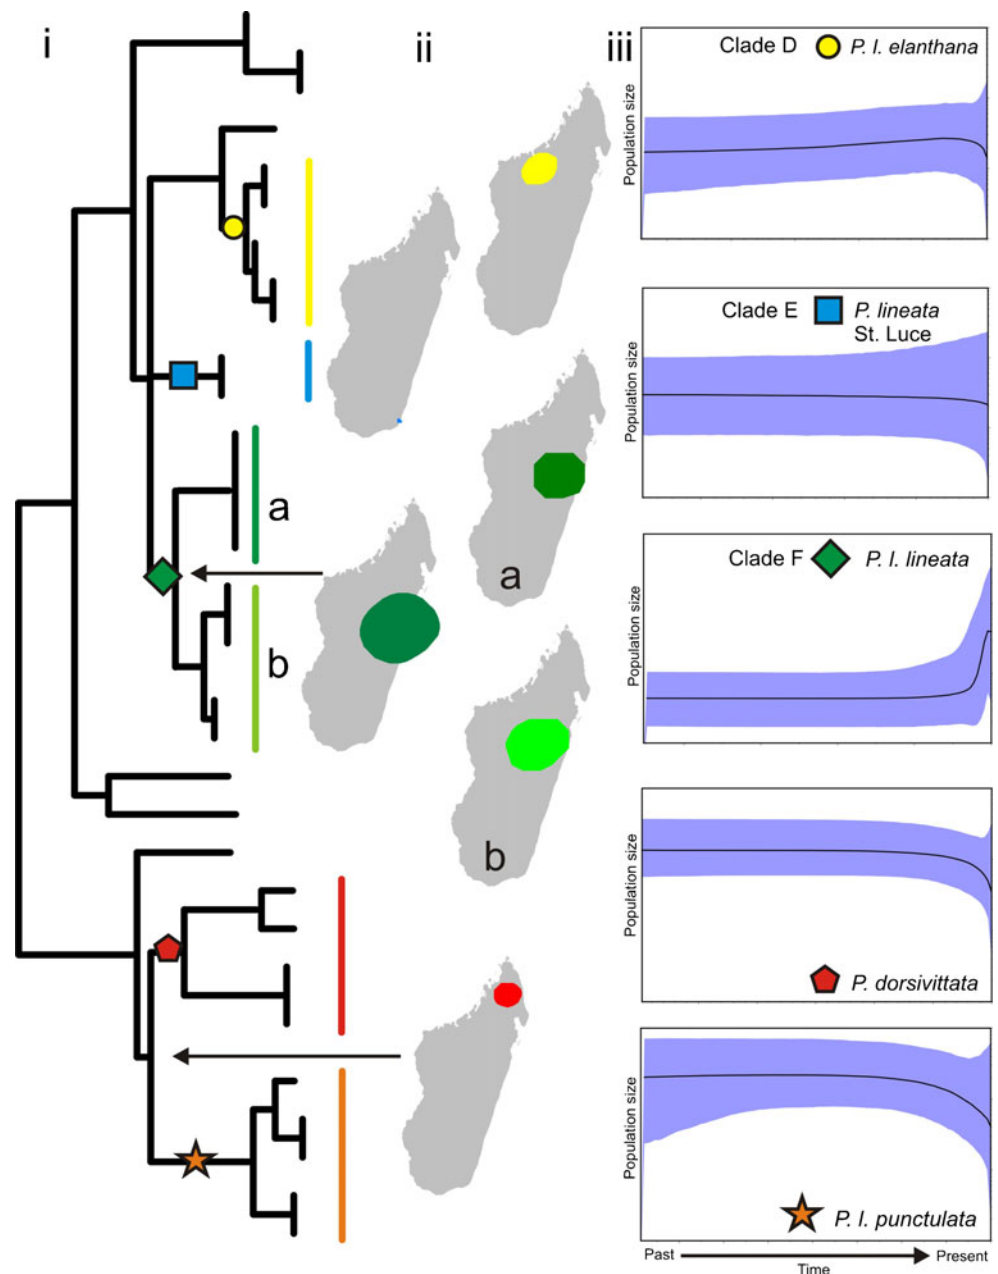 i
ii
iii
Clade D P. l. elanthana
Population size
Clade E P. lineata
St. Luce
Population size
a
a
Clade F P. l. lineata
Population size
b
b
Population size
P. dorsivittata
Population size
P. l. punctulata
Past Present
Time